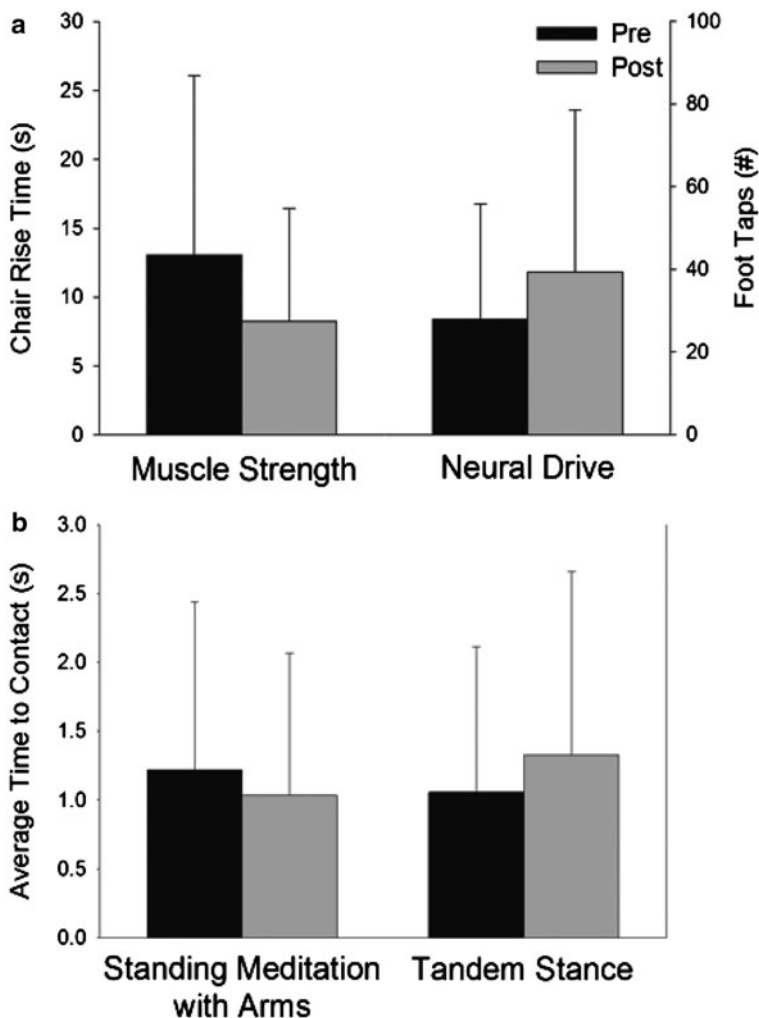 a
Pre
Post
30
25
20
15
10
5
0
Chair Rise Time (s)
100
80
60
40
20
0
Foot Taps (#)
Muscle Strength
Neural Drive
b
3.0
2.5
2.0
1.5
1.0
0.5
0.0
Average Time to Contact (s)
Standing Meditation
with Arms
Tandem Stance